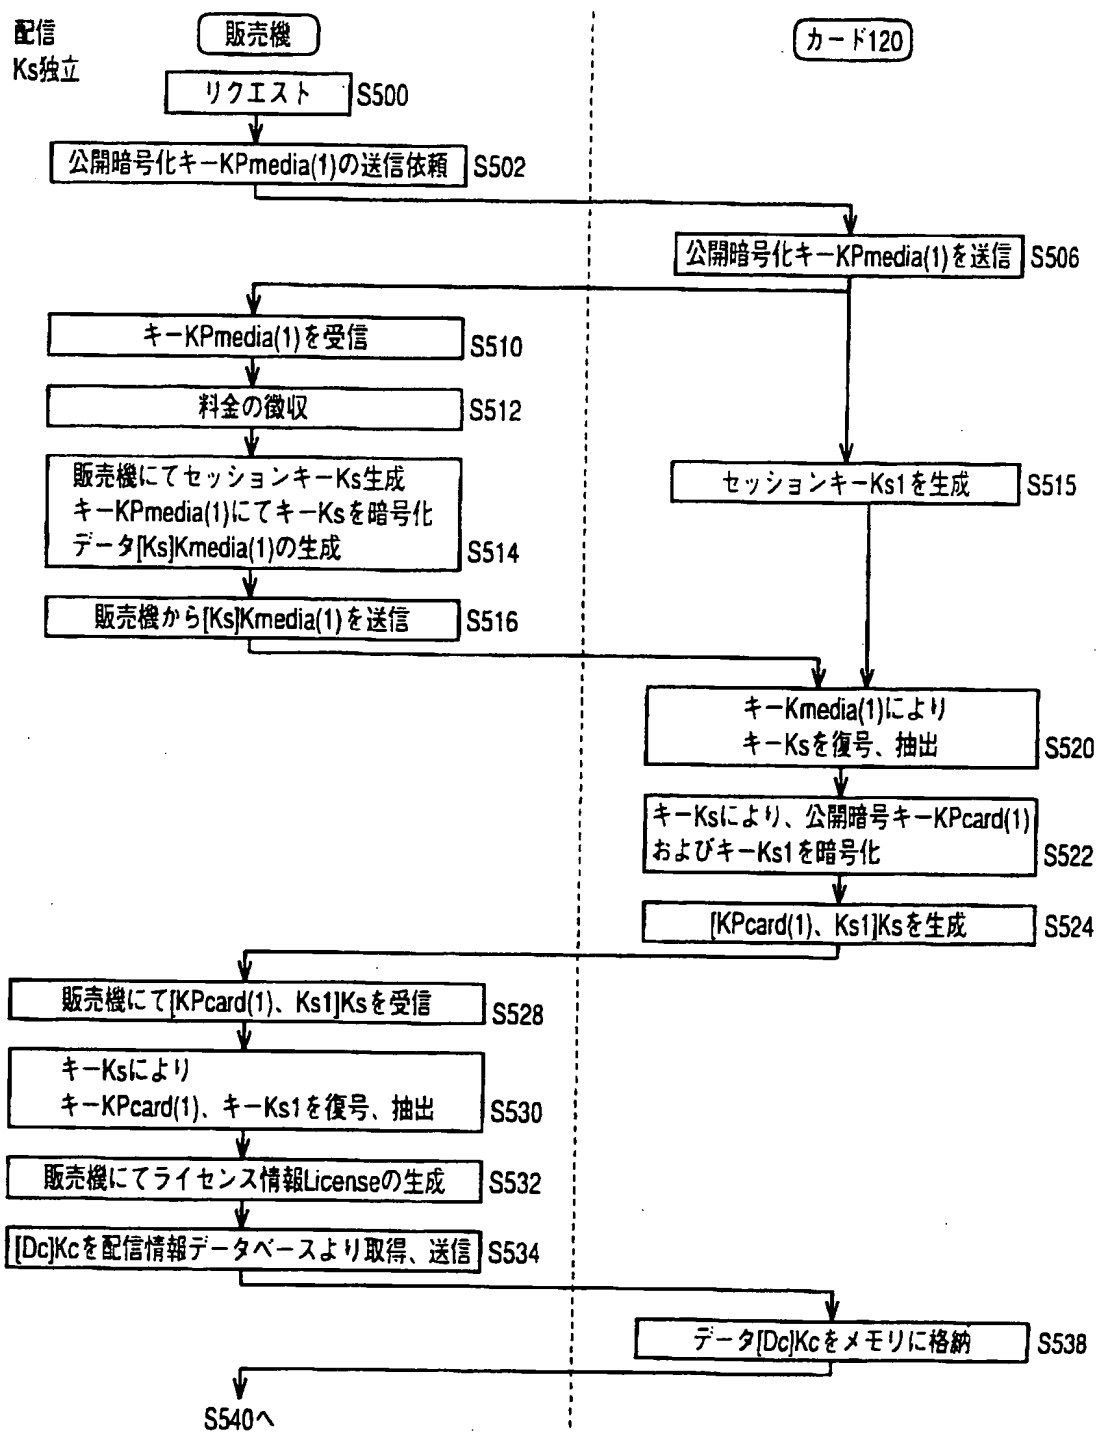 配信
Ks独立
販売機
カード120
リクエスト
S500
公開暗号化キーKPmedia(1)の送信依頼
S502
公開暗号化キーKPmedia(1)を送信
S506
キーKPmedia(1)を受信
S510
料金の徴収
S512
販売機にてセッションキーKs生成
キーKPmedia(1)にてキーKsを暗号化
データ[Ks]Kmedia(1)の生成
S514
セッションキーKs1を生成
S515
販売機から[Ks]Kmedia(1)を送信
S516
キーKmedia(1)により
キーKsを復号、抽出
S520
キーKsにより、公開暗号キーKPcard(1)
およびキーKs1を暗号化
S522
[KPcard(1)、Ks1]Ksを生成
S524
販売機にて[KPcard(1)、Ks1]Ksを受信
S528
キーKsにより
キーKPcard(1)、キーKs1を復号、抽出
S530
販売機にてライセンス情報Licenseの生成
S532
[Dc]Kcを配信情報データベースより取得、送信
S534
データ[Dc]Kcをメモリに格納
S538
S540へ